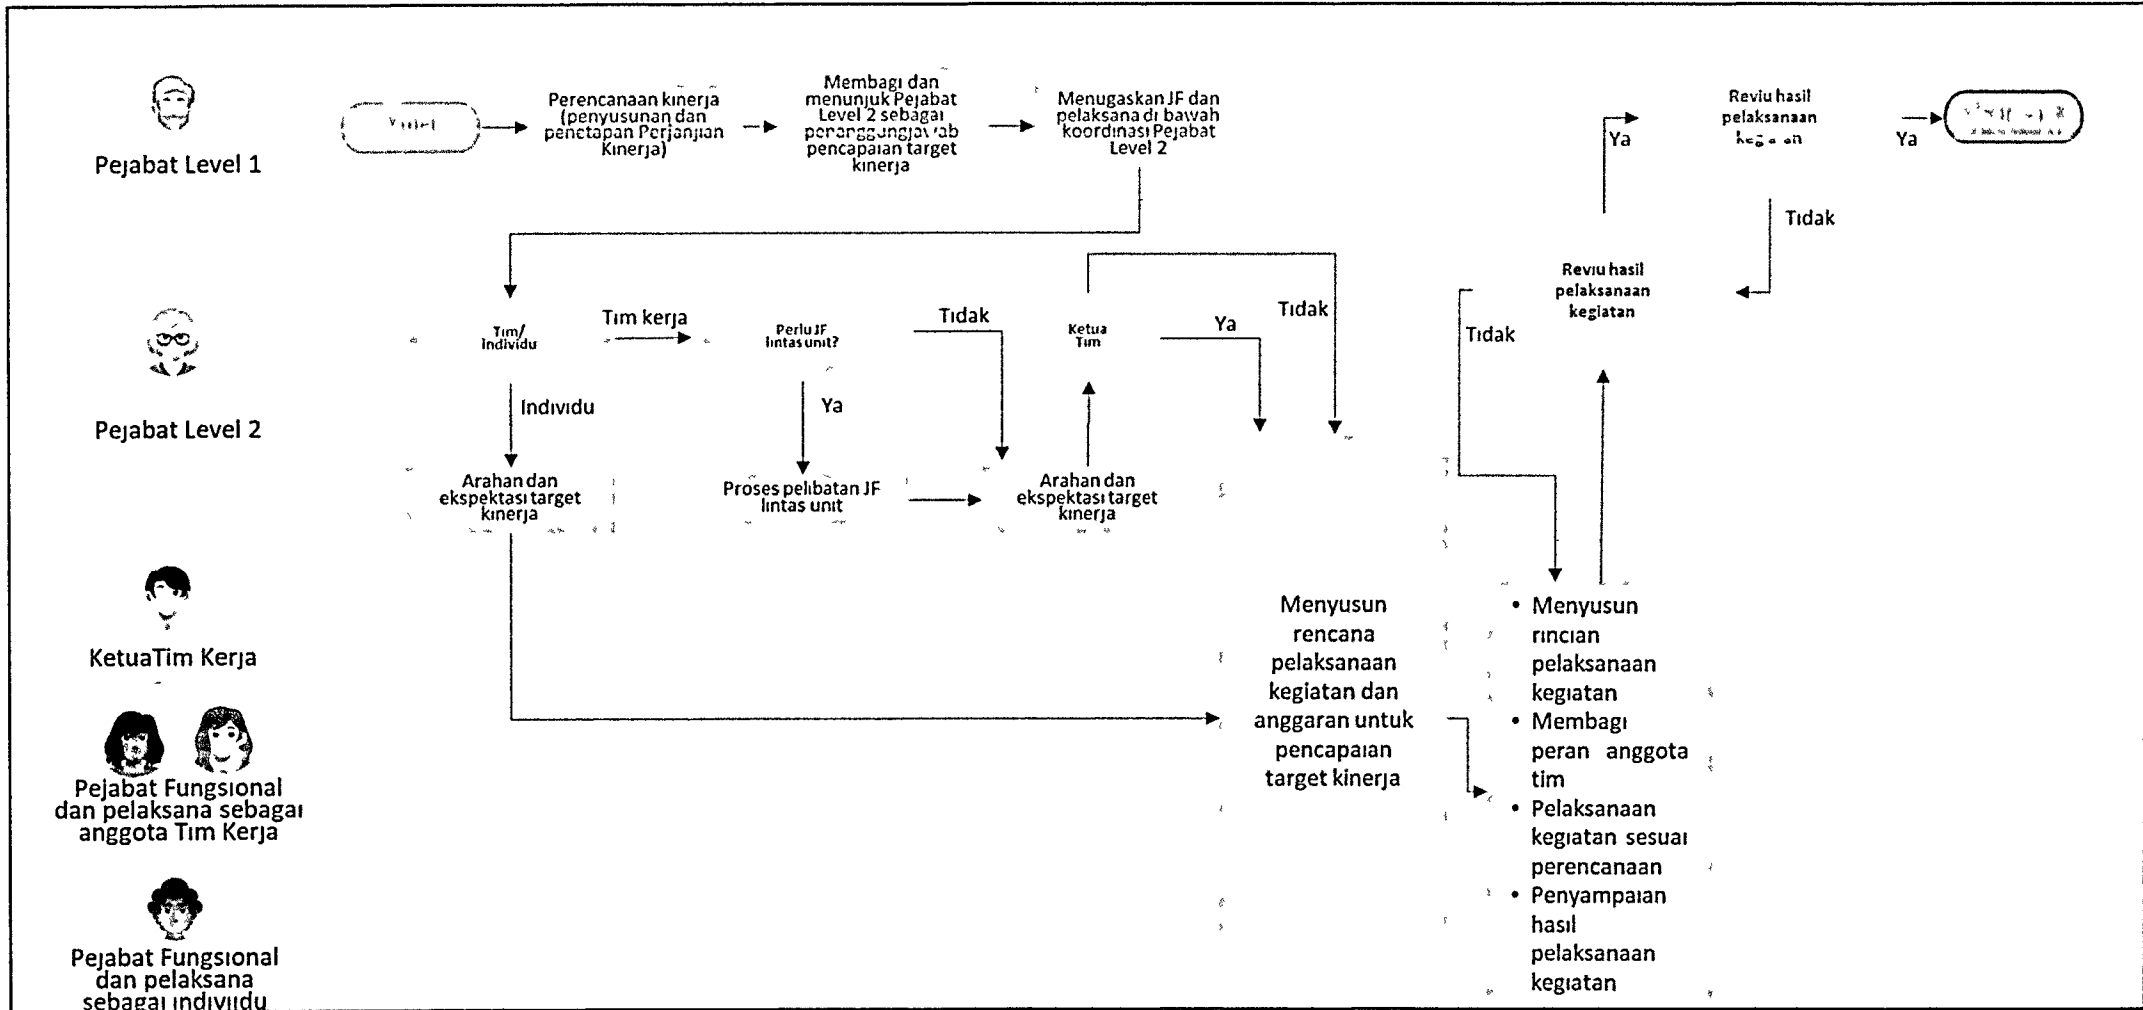 Pejabat Level 1
Perencanaan kinerja
(penyusunan dan
penetapan Perjanjian
Kinerja)
Membagi dan
menunjuk Pejabat
Level 2 sebagai
penanggungjawab
pencapaian target
kinerja
Menugaskan JF dan
pelaksana di bawah
koordinasi Pejabat
Level 2
Ya
Reviu hasil
pelaksanaan
Ya
Tidak
Pejabat Level 2
Tim/
Individu
Tim kerja
Perlu JF
lintas unit?
Tidak
Ketua
Tim
Ya
Tidak
Tidak
Reviu hasil
pelaksanaan
kegiatan
Individu
Ya
Arahan dan
ekspektasi target
kinerja
Proses pelibatan JF
lintas unit
Arahan dan
ekspektasi target
kinerja
KetuaTim Kerja
Pejabat Fungsional
dan pelaksana sebagai
anggota Tim Kerja
Pejabat Fungsional
dan pelaksana
sebagai indiviidu
Menyusun
rencana
pelaksanaan
kegiatan dan
anggaran untuk
pencapaian
target kinerja
• Menyusun
rincian
pelaksanaan
kegiatan
• Membagi
peran anggota
tim
• Pelaksanaan
kegiatan sesuai
perencanaan
• Penyampaian
hasil
pelaksanaan
kegiatan